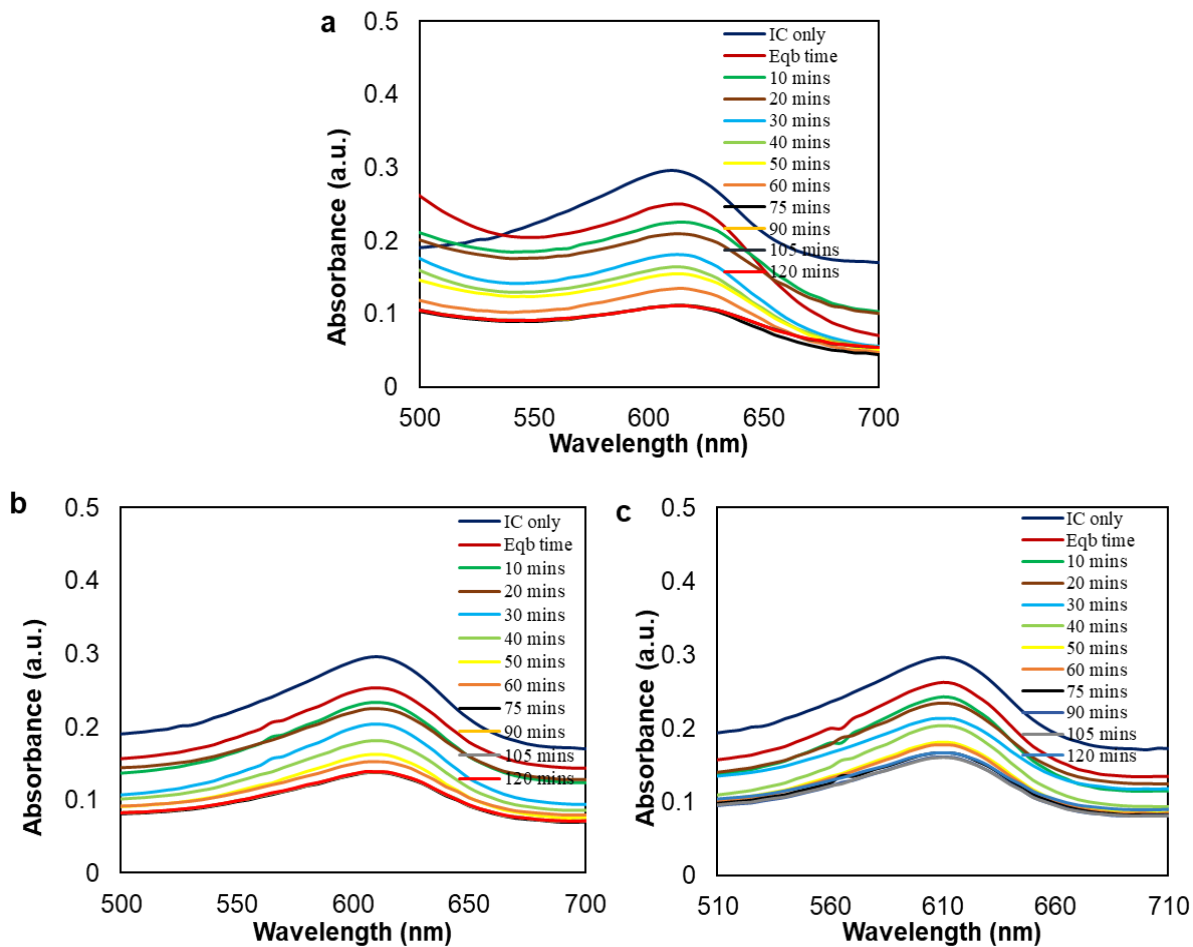 a
0.5
0.4
0.3
0.2
0.1
0
Absorbance (a.u.)
IC only
Eqb time
10 mins
20 mins
30 mins
40 mins
50 mins
60 mins
75 mins
90 mins
105 mins
120 mins
500 550 600 650 700
Wavelength (nm)
b
0.5
0.4
0.3
0.2
0.1
0
Absorbance (a.u.)
IC only
Eqb time
10 mins
20 mins
30 mins
40 mins
50 mins
60 mins
75 mins
90 mins
105 mins
120 mins
500 550 600 650 700
Wavelength (nm)
c
0.5
0.4
0.3
0.2
0.1
0
Absorbance (a.u.)
IC only
Eqb time
10 mins
20 mins
30 mins
40 mins
50 mins
60 mins
75 mins
90 mins
105 mins
120 mins
510 560 610 660 710
Wavelength (nm)